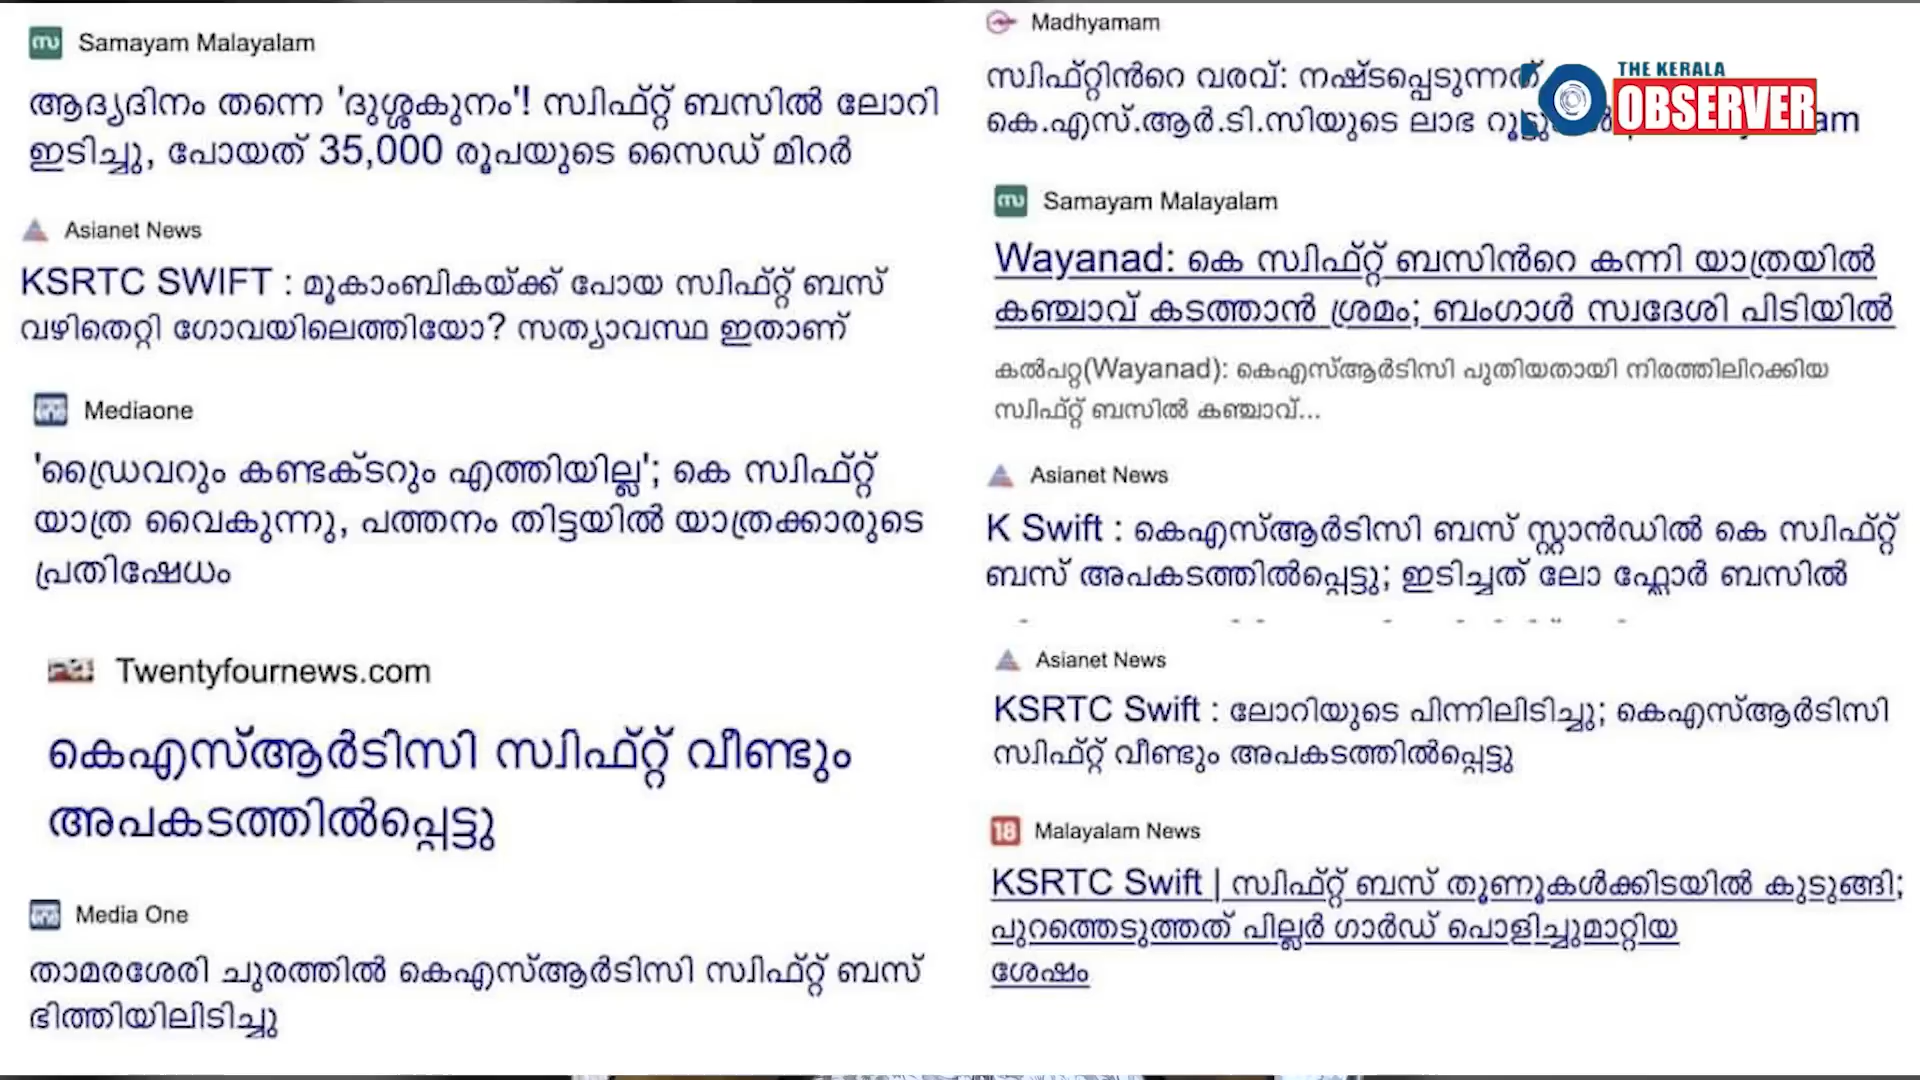 Samayam Malayalam
ആദ്യദിനം തന്നെ 'ദുശ്ശകുനം'! സ്വിഫ്റ്റ് ബസിൽ ലോറി
ഇടിച്ചു, പോയത് 35,000 രൂപയുടെ സൈഡ് മിറർ
Asianet News
KSRTC SWIFT : മൂകാംബികയ്ക്ക് പോയ സ്വിഫ്റ്റ് ബസ്
വഴിതെറ്റി ഗോവയിലെത്തിയോ? സത്യാവസ്ഥ ഇതാണ്
Mediaone
'ഡ്രൈവറും കണ്ടക്ടറും എത്തിയില്ല'; കെ സ്വിഫ്റ്റ്
യാത്ര വൈകുന്നു, പത്തനം തിട്ടയിൽ യാത്രക്കാരുടെ
പ്രതിഷേധം
Twentyfournews.com
കെഎസ്ആർടിസി സ്വിഫ്റ്റ് വീണ്ടും
അപകടത്തിൽപ്പെട്ടു
Media One
താമരശേരി ചുരത്തിൽ കെഎസ്ആർടിസി സ്വിഫ്റ്റ് ബസ്
ഭിത്തിയിലിടിച്ചു
Madhyamam
സ്വിഫ്റ്റിൻറെ വരവ്: നഷ്ടപ്പെടുന്നത്
കെ.എസ്.ആർ.ടി.സിയുടെ ലാഭ
THE KERALA
OBSERVER
Samayam Malayalam
Wayanad: കെ സ്വിഫ്റ്റ് ബസിൻറെ കന്നി യാത്രയിൽ
കഞ്ചാവ് കടത്താൻ ശ്രമം; ബംഗാൾ സ്വദേശി പിടിയിൽ
കൽപറ്റ(Wayanad): കെഎസ്ആർടിസി പുതിയതായി നിരത്തിലിറക്കിയ
സ്വിഫ്റ്റ് ബസിൽ കഞ്ചാവ്...
Asianet News
K Swift : കെഎസ്ആർടിസി ബസ് സ്റ്റാൻഡിൽ കെ സ്വിഫ്റ്റ്
ബസ് അപകടത്തിൽപ്പെട്ടു; ഇടിച്ചത് ലോ ഫ്ലോർ ബസിൽ
Asianet News
KSRTC Swift : ലോറിയുടെ പിന്നിലിടിച്ചു; കെഎസ്ആർടിസി
സ്വിഫ്റ്റ് വീണ്ടും അപകടത്തിൽപ്പെട്ടു
18 Malayalam News
KSRTC Swift | സ്വിഫ്റ്റ് ബസ് തൂണൂകൾക്കിടയിൽ കുടുങ്ങി;
പുറത്തെടുത്തത് പില്ലർ ഗാർഡ് പൊളിച്ചുമാറ്റിയ
ശേഷം